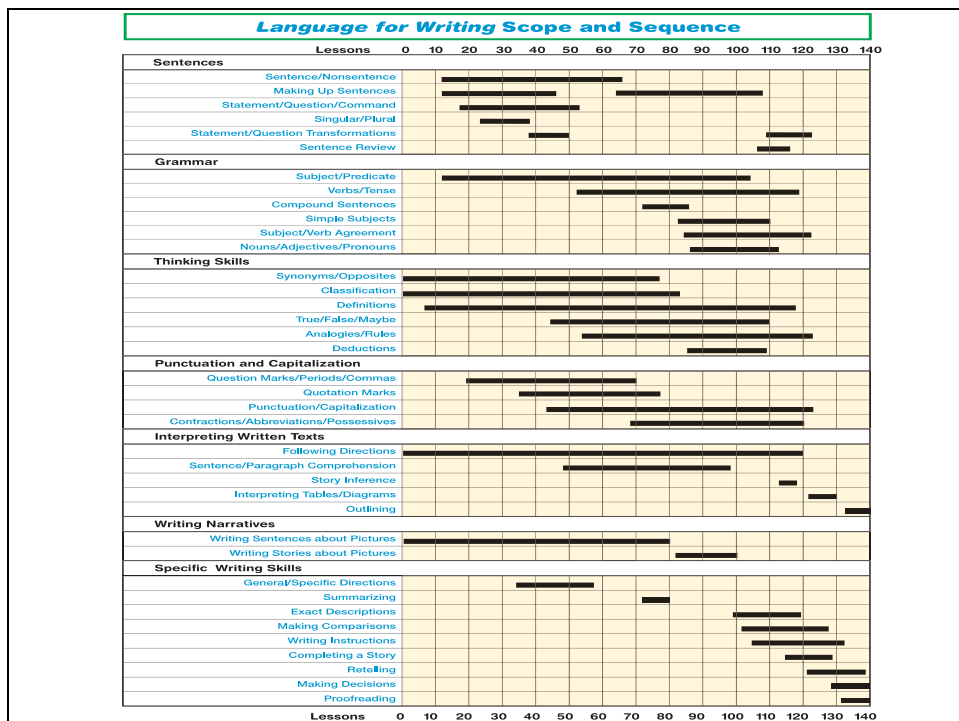 Language for Writing Scope and Sequence
Lessons 0 10 20 30 40 50 60 70 80 90 100 110 120 130 140
Sentences
Sentence/Nonsentence
Making Up Sentences
Statement/Question/Command
Singular/Plural
Statement/Question Transformations
Sentence Review
Grammar
Subject/Predicate
Verbs/Tense
Compound Sentences
Simple Subjects
Subject/Verb Agreement
Nouns/Adjectives/Pronouns
Thinking Skills
Synonyms/Opposites
Classification
Definitions
True/False/Maybe
Analogies/Rules
Deductions
Punctuation and Capitalization
Question Marks/Periods/Commas
Quotation Marks
Punctuation/Capitalization
Contractions/Abbreviations/Possessives
Interpreting Written Texts
Following Directions
Sentence/Paragraph Comprehension
Story Inference
Interpreting Tables/Diagrams
Outlining
Writing Narratives
Writing Sentences about Pictures
Writing Stories about Pictures
Specific Writing Skills
General/Specific Directions
Summarizing
Exact Descriptions
Making Comparisons
Writing Instructions
Completing a Story
Retelling
Making Decisions
Proofreading
Lessons 0 10 20 30 40 50 60 70 80 90 100 110 120 130 140